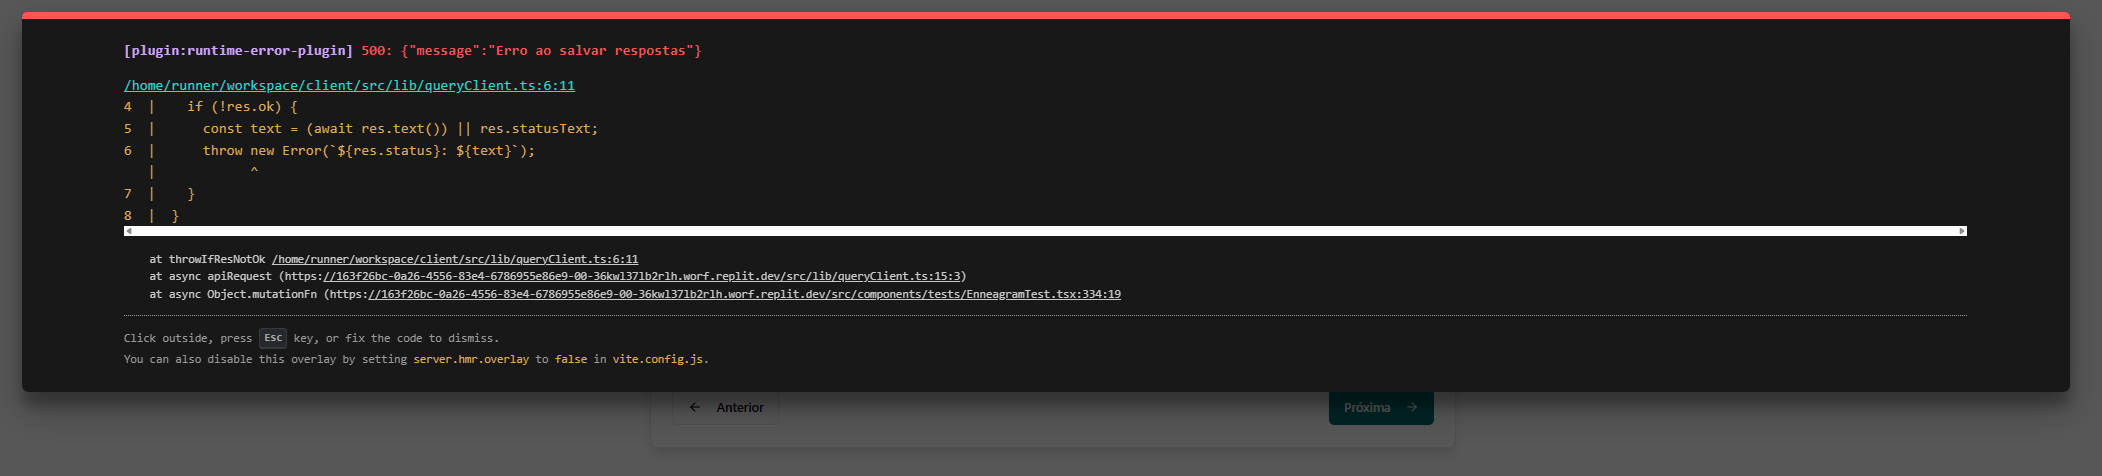 [plugin:runtime-error-plugin] 500: {"message":"Erro ao salvar respostas"}
/home/runner/workspace/client/src/lib/queryClient.ts:6:11
4  |    if (!res.ok) {
5  |      const text = (await res.text()) || res.statusText;
6  |      throw new Error(`${res.status}: ${text}`);
   |            ^
7  |    }
8  |  }
at throwIfResNotOk /home/runner/workspace/client/src/lib/queryClient.ts:6:11
at async apiRequest (https://163f26bc-0a26-4556-83e4-6786955e86e9-00-36kwl37lb2rlh.worf.replit.dev/src/lib/queryClient.ts:15:3)
at async Object.mutationFn (https://163f26bc-0a26-4556-83e4-6786955e86e9-00-36kwl37lb2rlh.worf.replit.dev/src/components/tests/EnneagramTest.tsx:334:19
Click outside, press Esc key, or fix the code to dismiss.
You can also disable this overlay by setting server.hmr.overlay to false in vite.config.js.
← Anterior
Próxima →